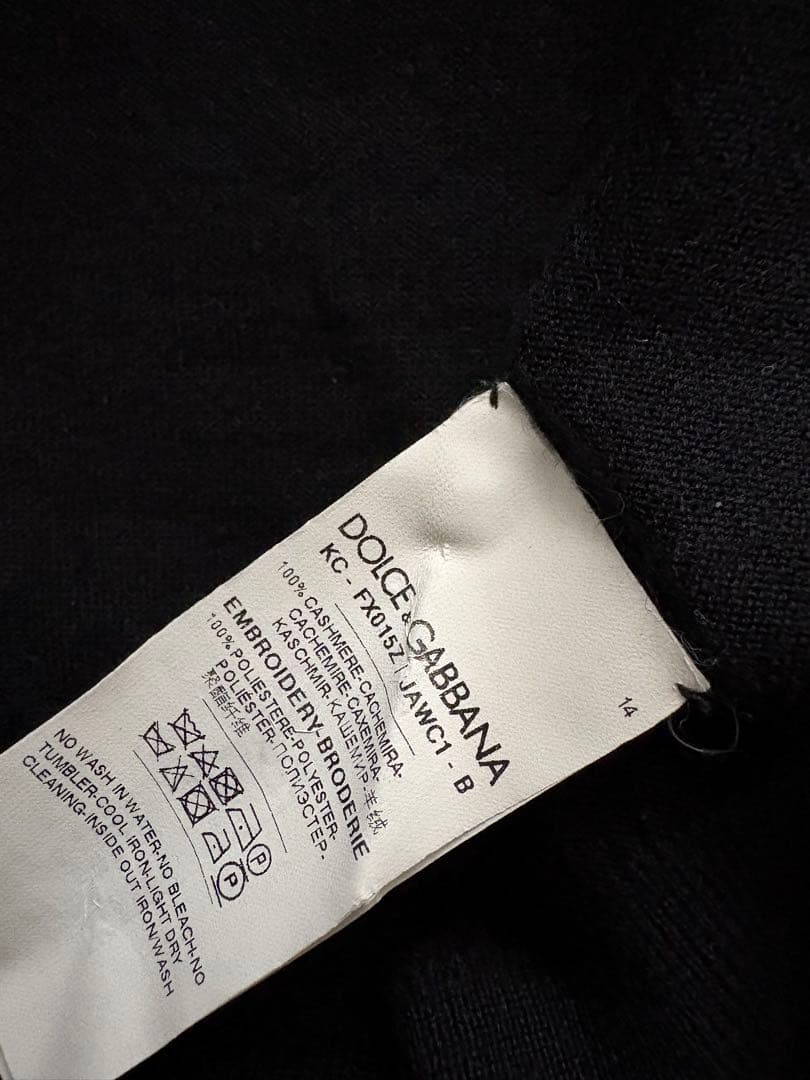 14
DOLCE & GABBANA
KC - FX015Z | JAWC1 - B
100% CASHMERE-CACHEMIRA-
CACHEMIRE-CAXEMIRA-
KASCHMIR-КАШЕМИР-羊绒
EMBROIDERY-BRODERIE
100% POLIESTERE-POLYESTER-
POLIÉSTER-ПОЛИЭСТЕР-
聚酯纤维
P
P
NO WASH IN WATER-NO BLEACH-NO
TUMBLER-COOL IRON-LIGHT DRY
CLEANING-INSIDE OUT IRON/WASH